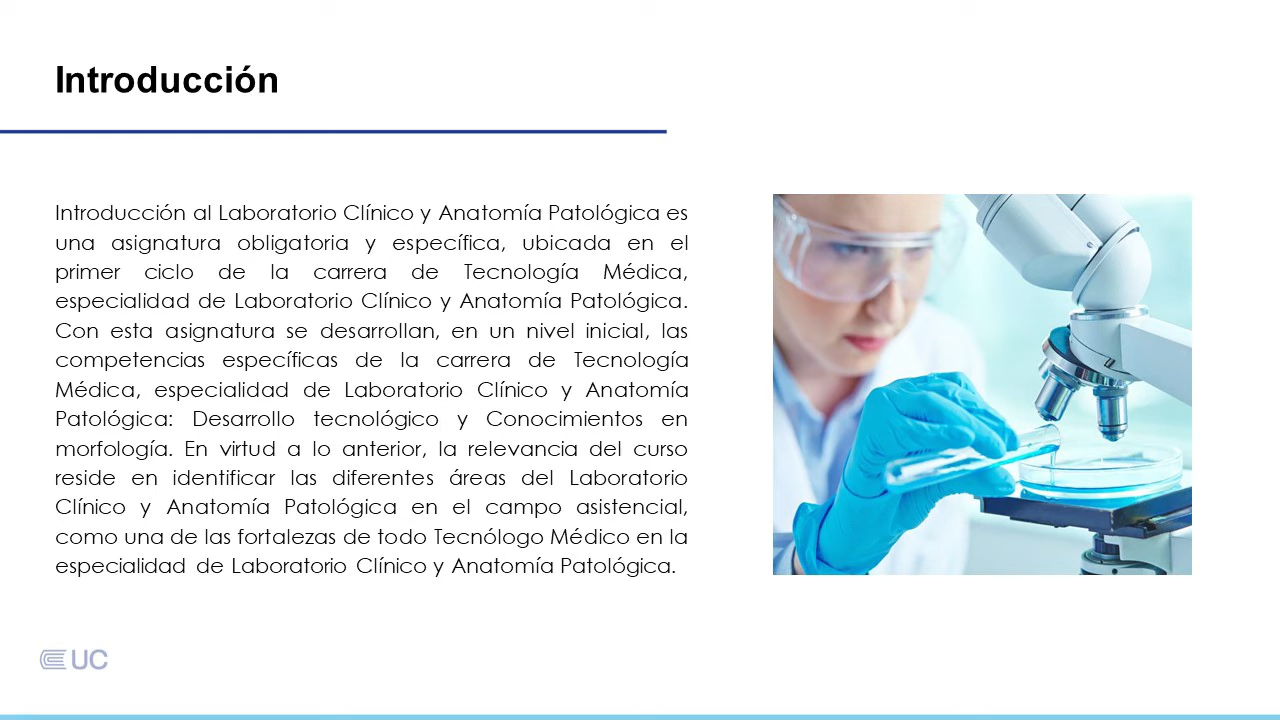 Introducción
Introducción al Laboratorio Clínico y Anatomía Patológica es
una asignatura obligatoria y específica, ubicada en el
primer ciclo de la carrera de Tecnología Médica,
especialidad de Laboratorio Clínico y Anatomía Patológica.
Con esta asignatura se desarrollan, en un nivel inicial, las
competencias específicas de la carrera de Tecnología
Médica, especialidad de Laboratorio Clínico y Anatomía
Patológica: Desarrollo tecnológico y Conocimientos en
morfología. En virtud a lo anterior, la relevancia del curso
reside en identificar las diferentes áreas del Laboratorio
Clínico y Anatomía Patológica en el campo asistencial,
como una de las fortalezas de todo Tecnólogo Médico en la
especialidad de Laboratorio Clínico y Anatomía Patológica.
UC